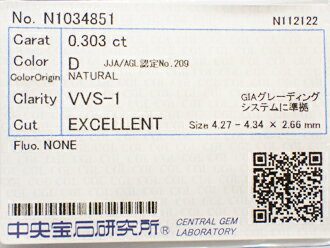 No. N1034851 N112122
Carat 0.303 ct
Color D JJA/AGL認定No.209
ColorOrigin NATURAL
Clarity VVS-1 GIAグレーディング
システムに準拠
Cut EXCELLENT Size 4.27 - 4.34 × 2.66 mm
Fluo. NONE
中央宝石研究所® CENTRAL GEM
LABORATORY